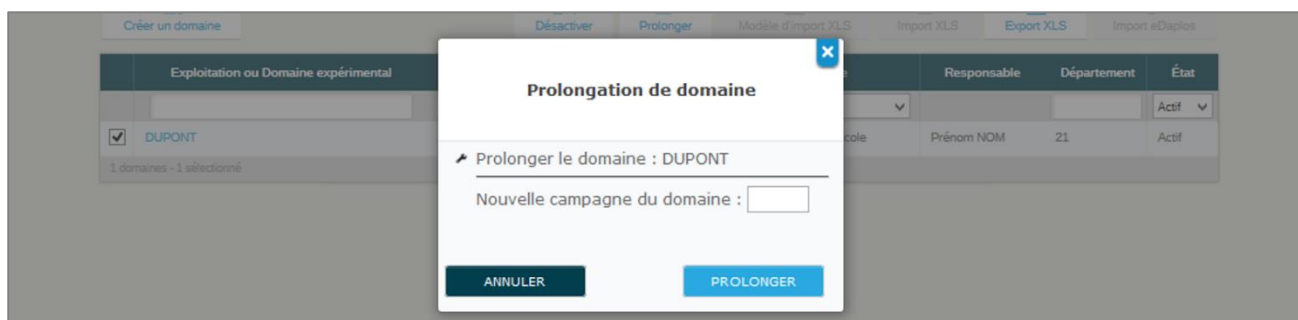 Créer un domaine
Désactiver
Prolonger
Modèle d'import XLS
Import XLS
Export XLS
Import eDaplos
Exploitation ou Domaine expérimental
Responsable
Département
État
Actif
DUPONT
cole
Prénom NOM
21
Actif
1 domaines - 1 sélectionné
Prolongation de domaine
Prolonger le domaine : DUPONT
Nouvelle campagne du domaine :
ANNULER
PROLONGER